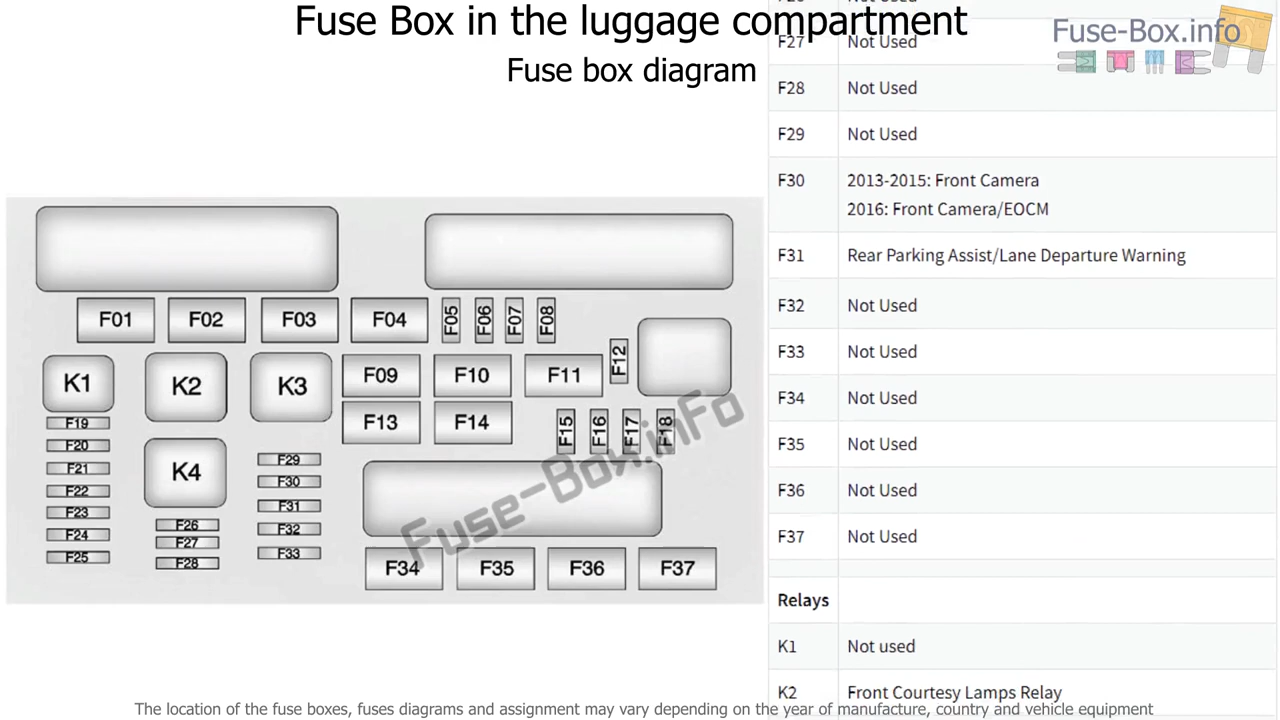 Fuse Box in the luggage compartment
Fuse box diagram
Fuse-Box.info
F27 Not Used
F28 Not Used
F29 Not Used
F30 2013-2015: Front Camera
2016: Front Camera/EOCM
F31 Rear Parking Assist/Lane Departure Warning
F32 Not Used
F33 Not Used
F34 Not Used
F35 Not Used
F36 Not Used
F37 Not Used
Relays
K1 Not used
K2 Front Courtesy Lamps Relay
F01 F02 F03 F04 F05 F06 F07 F08
K1 K2 K3 F09 F10 F11 F12
F13 F14 F15 F16 F17 F18
F19
F20
F21
F22
F23
F24
F25
K4
F26
F27
F28
F29
F30
F31
F32
F33
Fuse-Box.inFo
F34 F35 F36 F37
The location of the fuse boxes, fuses diagrams and assignment may vary depending on the year of manufacture, country and vehicle equipment